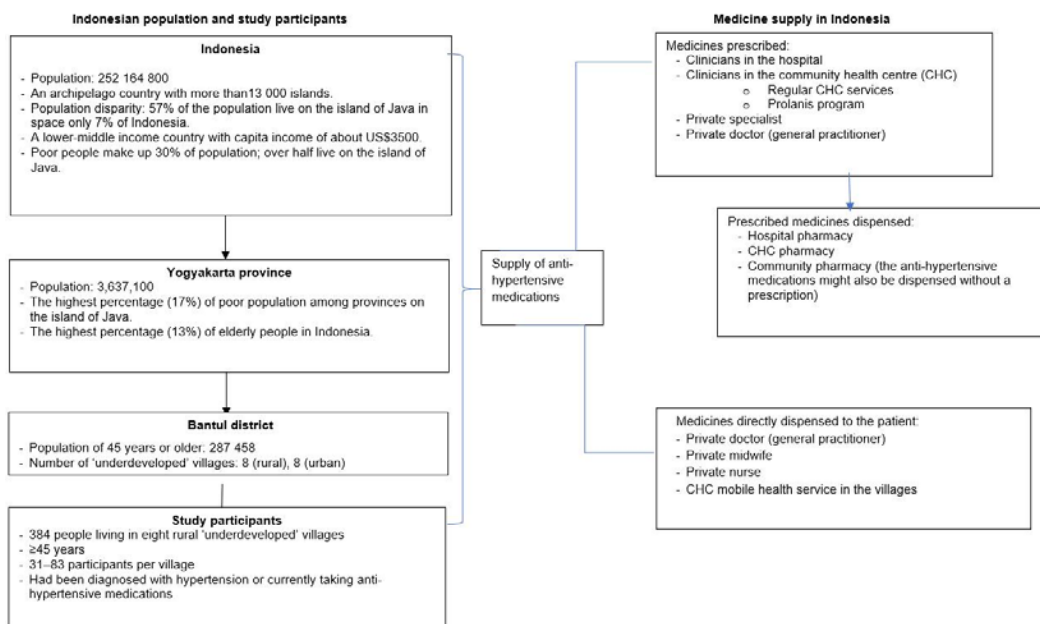 Indonesian population and study participants
Indonesia
- Population: 252 164 800
- An archipelago country with more than13 000 islands.
- Population disparity: 57% of the population live on the island of Java in
space only 7% of Indonesia.
- A lower-middle income country with capita income of about US$3500.
- Poor people make up 30% of population; over half live on the island of
Java.
Yogyakarta province
- Population: 3,637,100
- The highest percentage (17%) of poor population among provinces on
the island of Java.
- The highest percentage (13%) of elderly people in Indonesia.
Bantul district
- Population of 45 years or older: 287 458
- Number of 'underdeveloped' villages: 8 (rural), 8 (urban)
Study participants
- 384 people living in eight rural 'underdeveloped' villages
- ≥45 years
- 31–83 participants per village
- Had been diagnosed with hypertension or currently taking anti-
hypertensive medications
Supply of anti-
hypertensive
medications
Medicine supply in Indonesia
Medicines prescribed:
- Clinicians in the hospital
- Clinicians in the community health centre (CHC)
o Regular CHC services
o Prolanis program
- Private specialist
- Private doctor (general practitioner)
Prescribed medicines dispensed:
- Hospital pharmacy
- CHC pharmacy
- Community pharmacy (the anti-hypertensive
medications might also be dispensed without a
prescription)
Medicines directly dispensed to the patient:
- Private doctor (general practitioner)
- Private midwife
- Private nurse
- CHC mobile health service in the villages